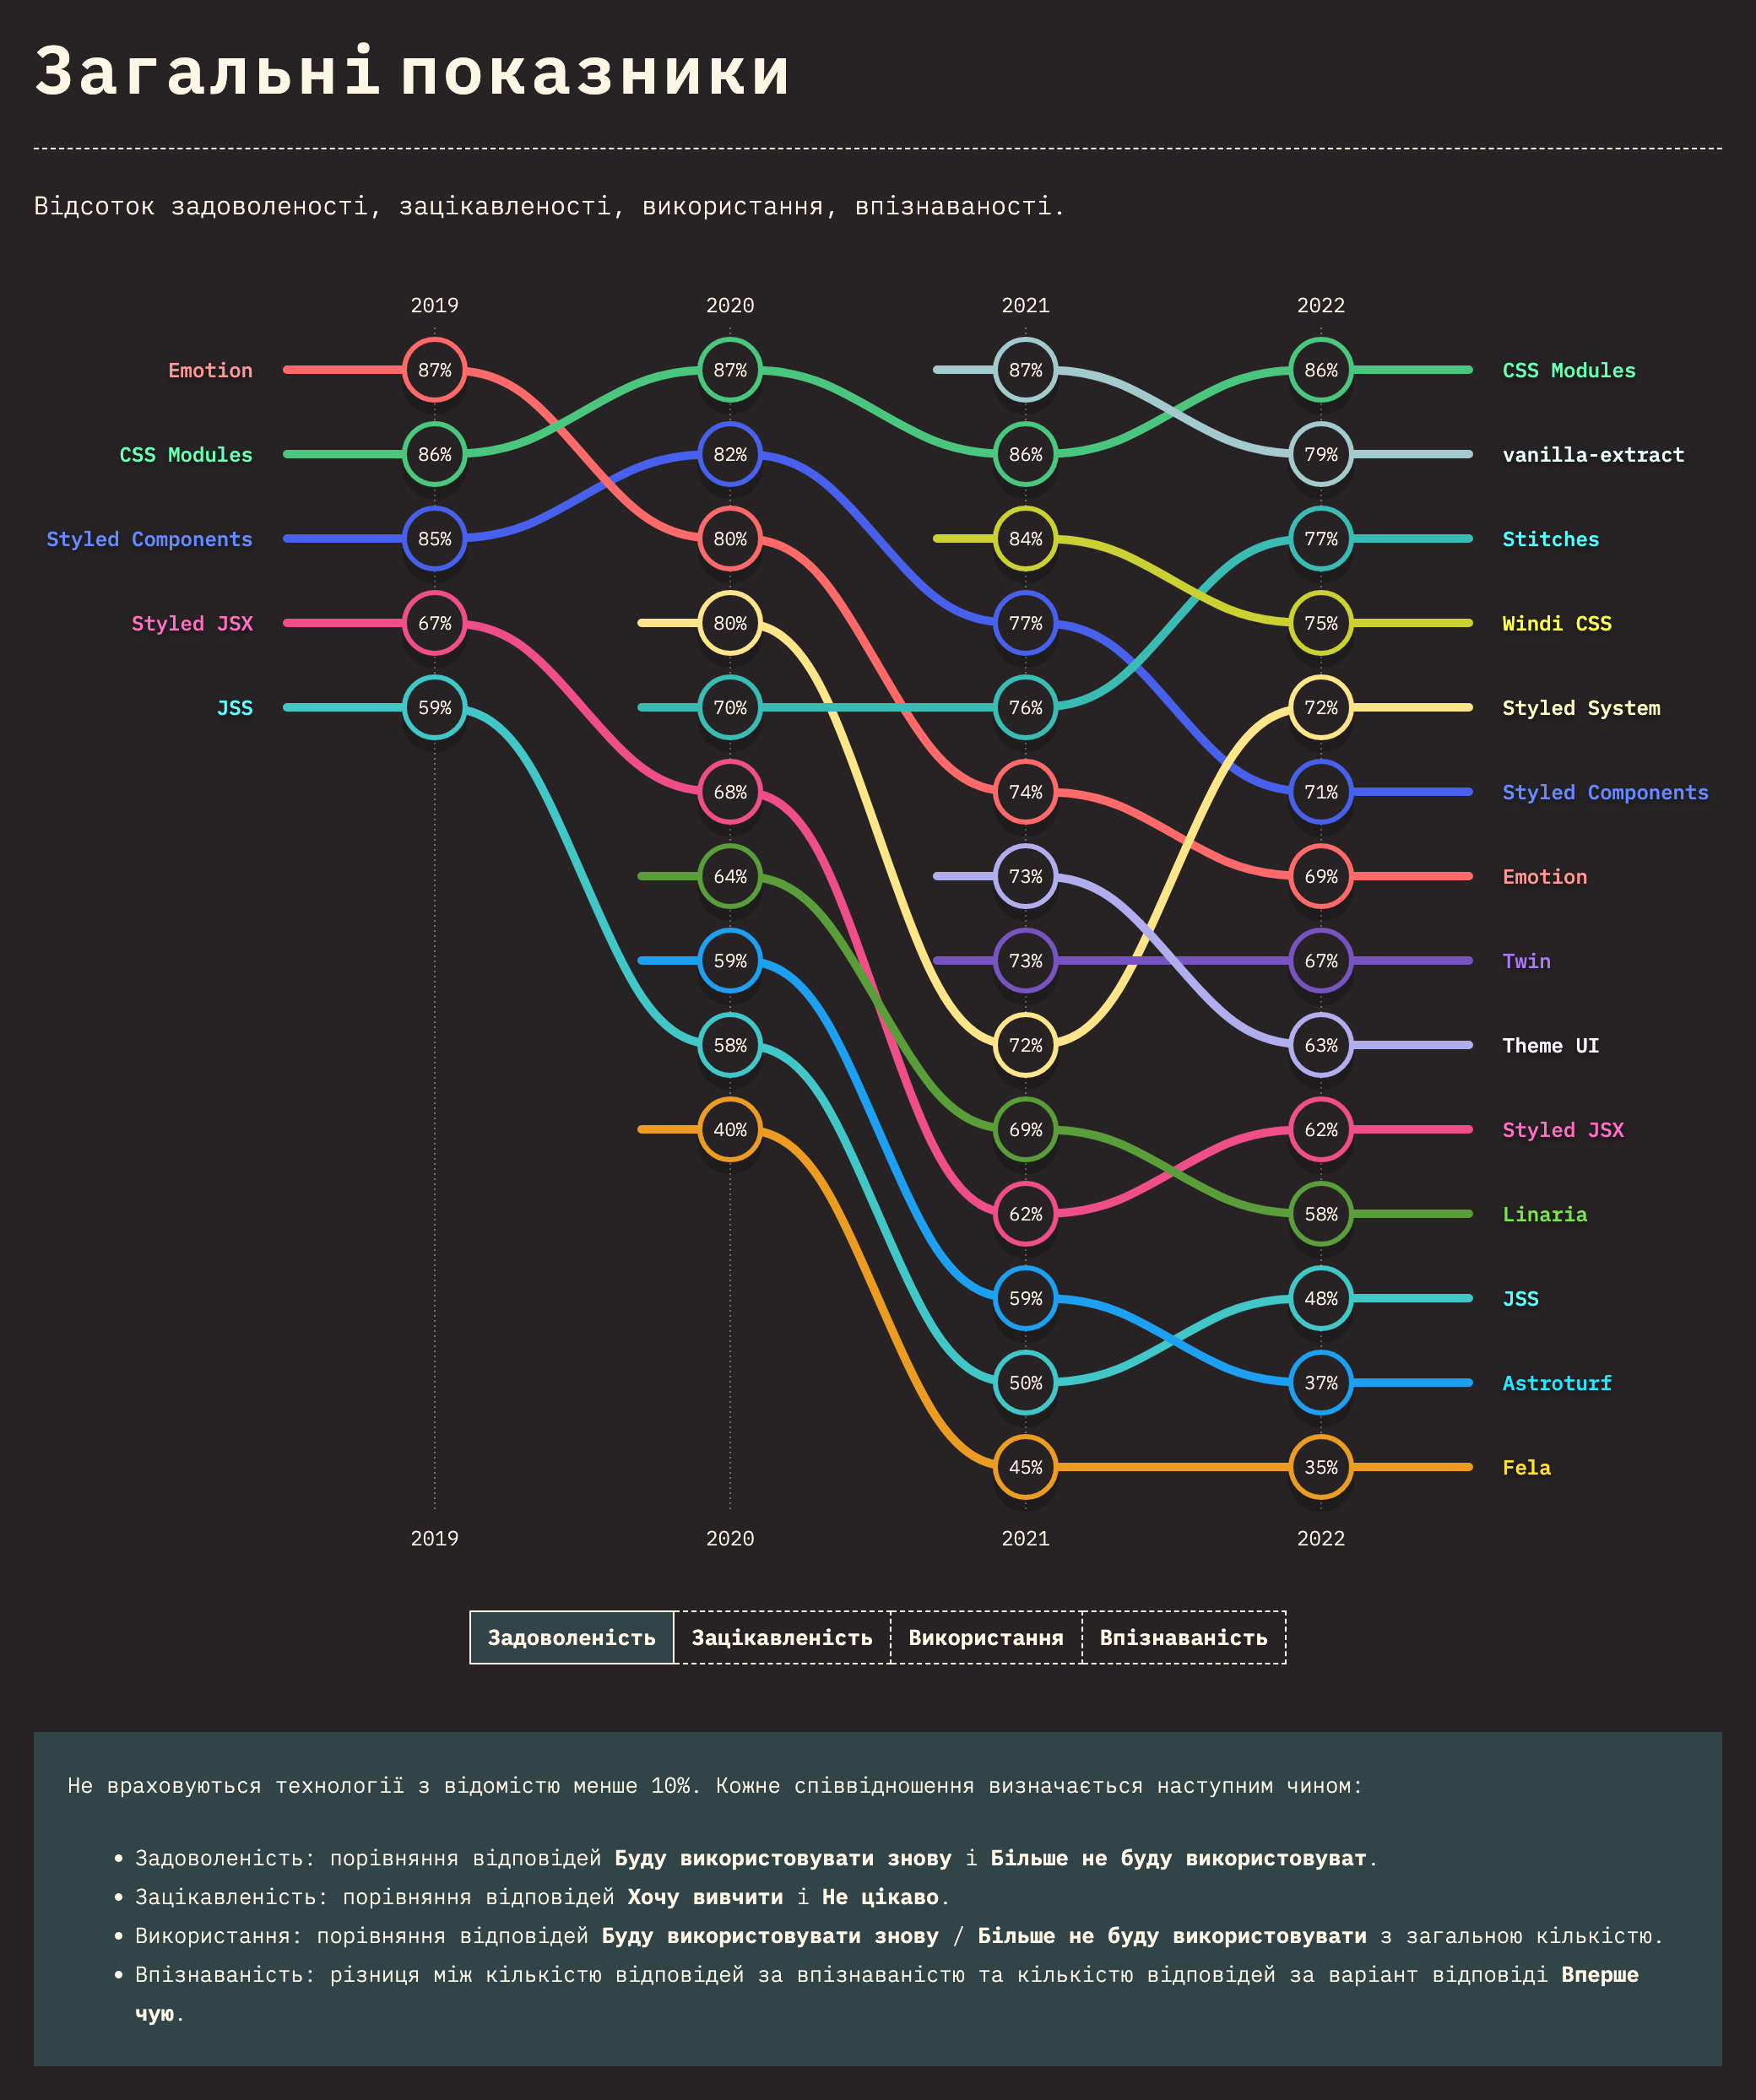 Загальні показники
Відсоток задоволеності, зацікавленості, використання, впізнаваності.
2019 2020 2021 2022
Emotion 87% 87% 87% 86% CSS Modules
CSS Modules 86% 82% 86% 79% vanilla-extract
Styled Components 85% 80% 84% 77% Stitches
Styled JSX 67% 80% 77% 75% Windi CSS
JSS 59% 70% 76% 72% Styled System
68% 74% 71% Styled Components
64% 73% 69% Emotion
59% 73% 67% Twin
58% 72% 63% Theme UI
40% 69% 62% Styled JSX
62% 58% Linaria
59% 48% JSS
50% 37% Astroturf
45% 35% Fela
2019 2020 2021 2022
Задоволеність Зацікавленість Використання Впізнаваність
Не враховуються технології з відомістю менше 10%. Кожне співвідношення визначається наступним чином:
• Задоволеність: порівняння відповідей Буду використовувати знову і Більше не буду використовуват.
• Зацікавленість: порівняння відповідей Хочу вивчити і Не цікаво.
• Використання: порівняння відповідей Буду використовувати знову / Більше не буду використовувати з загальною кількістю.
• Впізнаваність: різниця між кількістю відповідей за впізнаваністю та кількістю відповідей за варіант відповіді Вперше
чую.